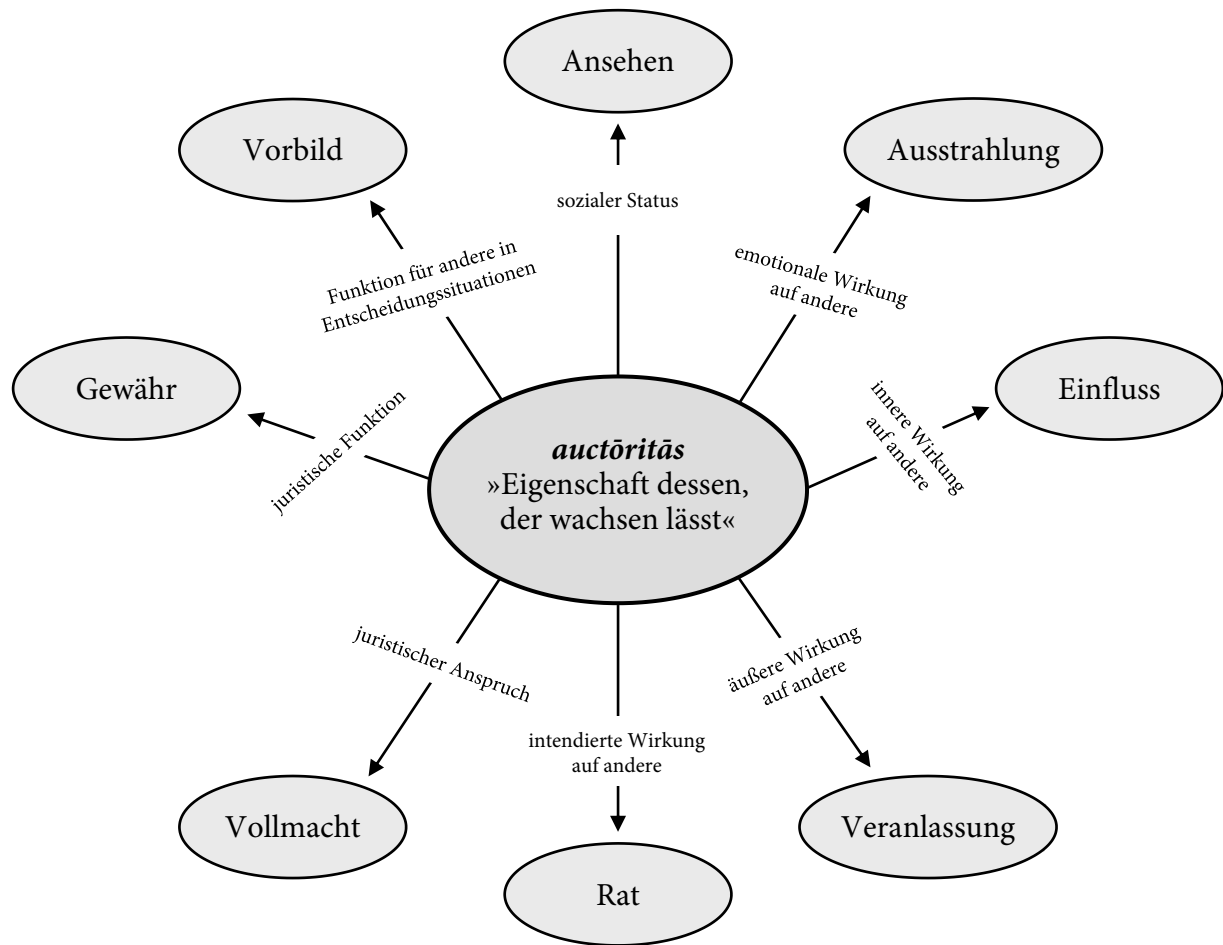 Ansehen
Vorbild
Ausstrahlung
sozialer Status
Funktion für andere in
Entscheidungssituationen
emotionale Wirkung
auf andere
Gewähr
Einfluss
juristische Funktion
innere Wirkung
auf andere
auctōritās
»Eigenschaft dessen,
der wachsen lässt«
juristischer Anspruch
äußere Wirkung
auf andere
intendierte Wirkung
auf andere
Vollmacht
Veranlassung
Rat